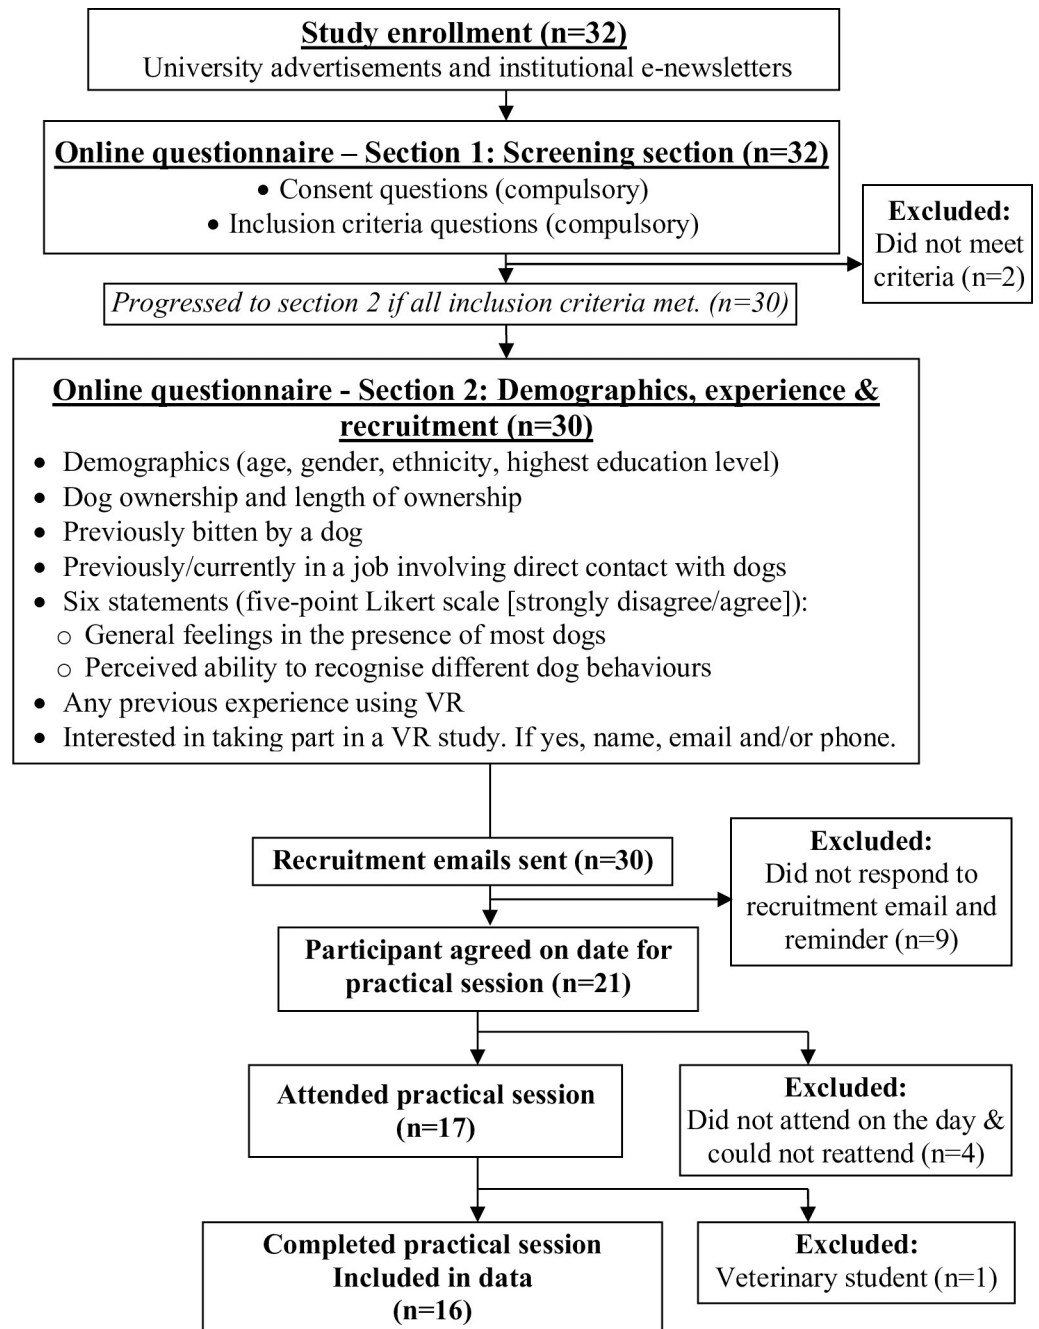 Study enrollment (n=32)
University advertisements and institutional e-newsletters
Online questionnaire – Section 1: Screening section (n=32)
• Consent questions (compulsory)
• Inclusion criteria questions (compulsory)
Excluded:
Did not meet
criteria (n=2)
Progressed to section 2 if all inclusion criteria met. (n=30)
Online questionnaire - Section 2: Demographics, experience &
recruitment (n=30)
• Demographics (age, gender, ethnicity, highest education level)
• Dog ownership and length of ownership
• Previously bitten by a dog
• Previously/currently in a job involving direct contact with dogs
• Six statements (five-point Likert scale [strongly disagree/agree]):
o General feelings in the presence of most dogs
o Perceived ability to recognise different dog behaviours
• Any previous experience using VR
• Interested in taking part in a VR study. If yes, name, email and/or phone.
Recruitment emails sent (n=30)
Excluded:
Did not respond to
recruitment email and
reminder (n=9)
Participant agreed on date for
practical session (n=21)
Attended practical session
(n=17)
Excluded:
Did not attend on the day &
could not reattend (n=4)
Completed practical session
Included in data
(n=16)
Excluded:
Veterinary student (n=1)